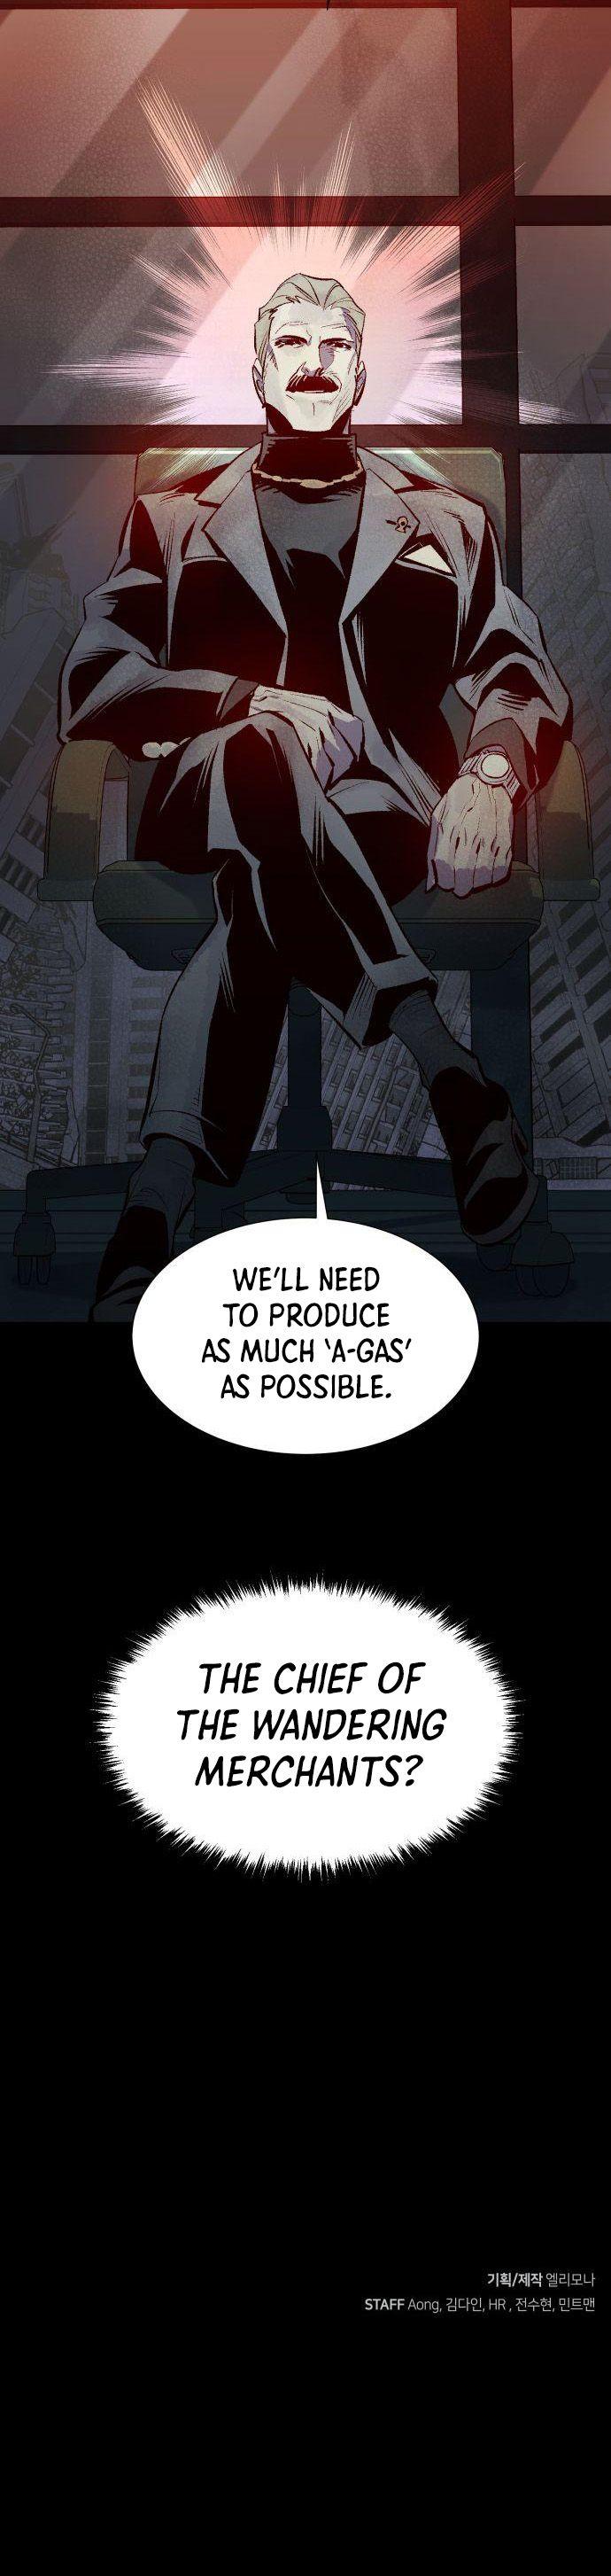 WE'LL NEED
TO PRODUCE
AS MUCH 'A-GAS'
AS POSSIBLE.
THE CHIEF OF
THE WANDERING
MERCHANTS?
기획/제작 엘리모나
STAFF Aong, 김다인, HR , 전수현, 민트맨